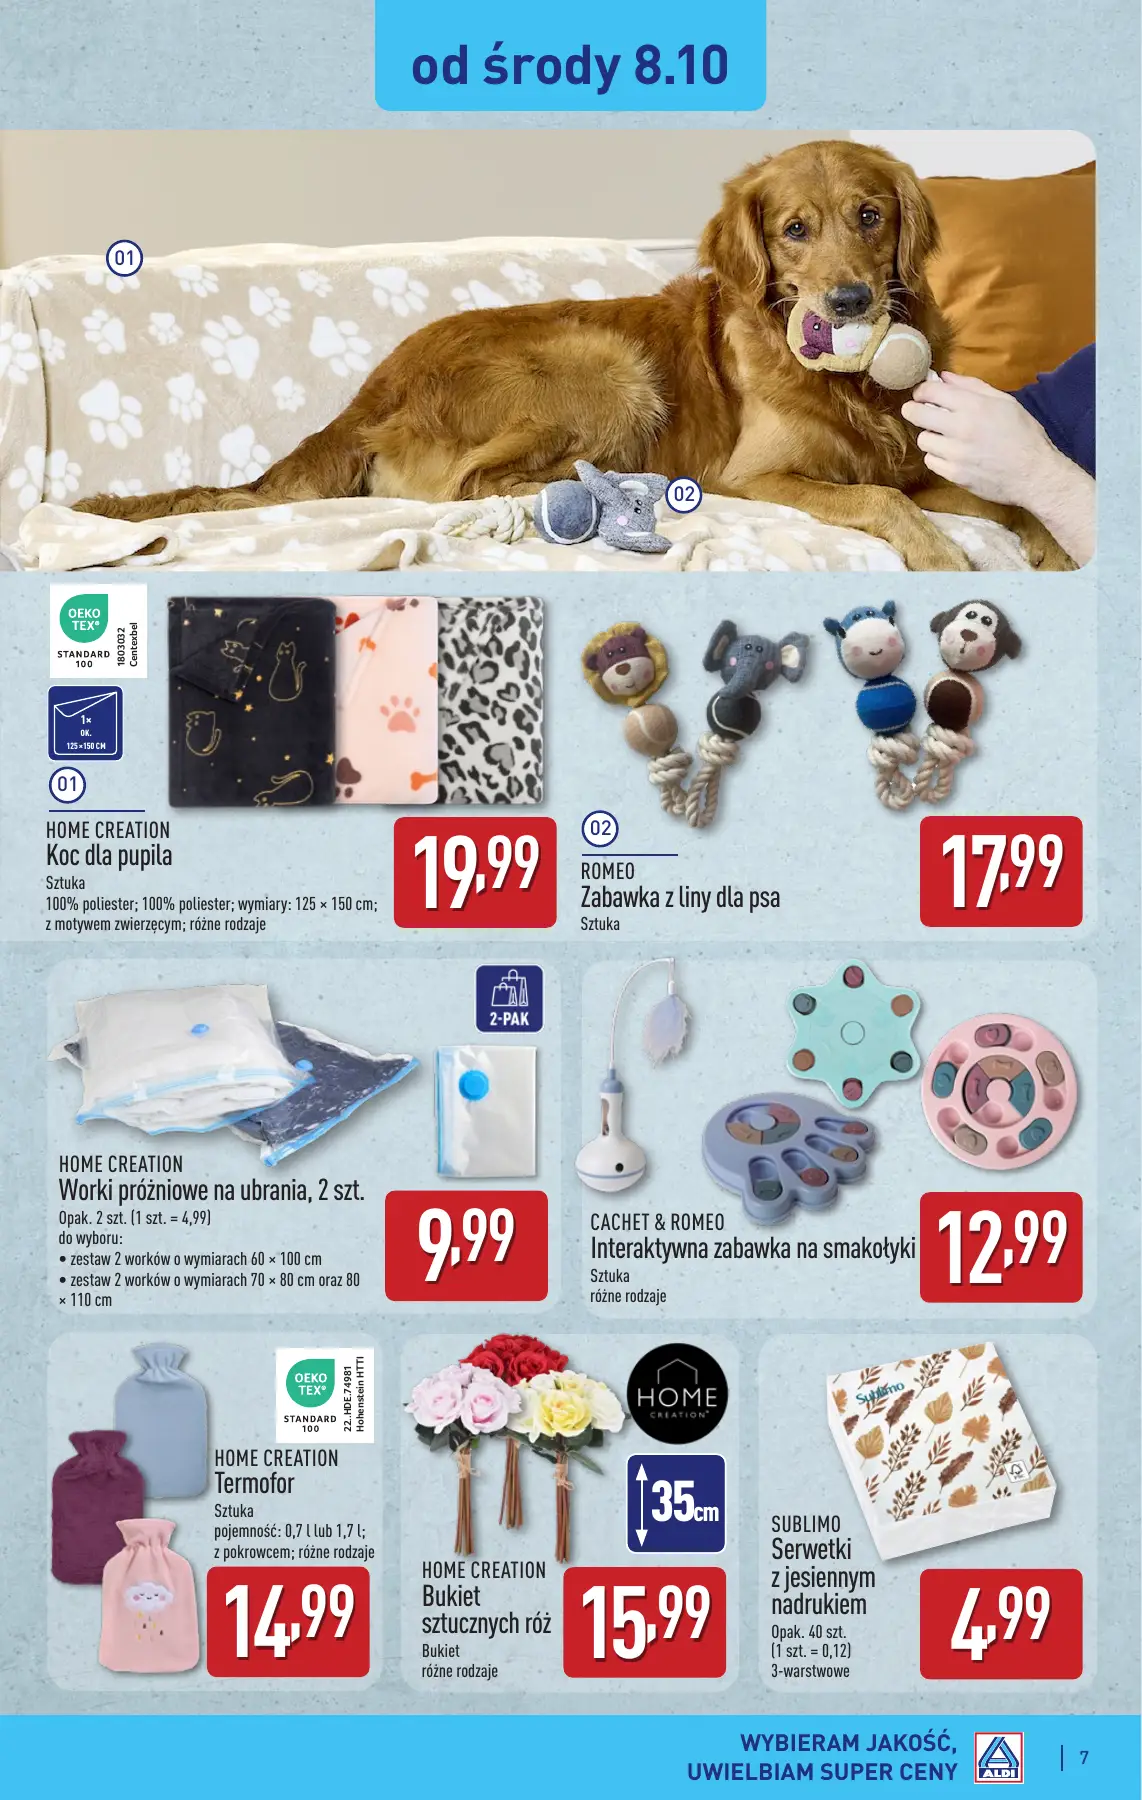 od środy 8.10
01
02
OEKO
TEX®
STANDARD
100
1803032
Centexbel
1×
OK.
125×150 CM
01
HOME CREATION
Koc dla pupila
Sztuka
100% poliester; 100% poliester; wymiary: 125 × 150 cm;
z motywem zwierzęcym; różne rodzaje
19,99
02
ROMEO
Zabawka z liny dla psa
Sztuka
17,99
2-PAK
HOME CREATION
Worki próżniowe na ubrania, 2 szt.
Opak. 2 szt. (1 szt. = 4,99)
do wyboru:
• zestaw 2 worków o wymiarach 60 × 100 cm
• zestaw 2 worków o wymiarach 70 × 80 cm oraz 80
× 110 cm
9,99
CACHET & ROMEO
Interaktywna zabawka na smakołyki
Sztuka
różne rodzaje
12,99
OEKO
TEX®
STANDARD
100
22.HDE.74981
Hohenstein HTTI
HOME CREATION
Termofor
Sztuka
pojemność: 0,7 l lub 1,7 l;
z pokrowcem; różne rodzaje
14,99
HOME
CREATION
35cm
HOME CREATION
Bukiet
sztucznych róż
Bukiet
różne rodzaje
15,99
Sublimo
FSC
SUBLIMO
Serwetki
z jesiennym
nadrukiem
Opak. 40 szt.
(1 szt. = 0,12)
3-warstwowe
4,99
WYBIERAM JAKOŚĆ,
UWIELBIAM SUPER CENY
ALDI
7